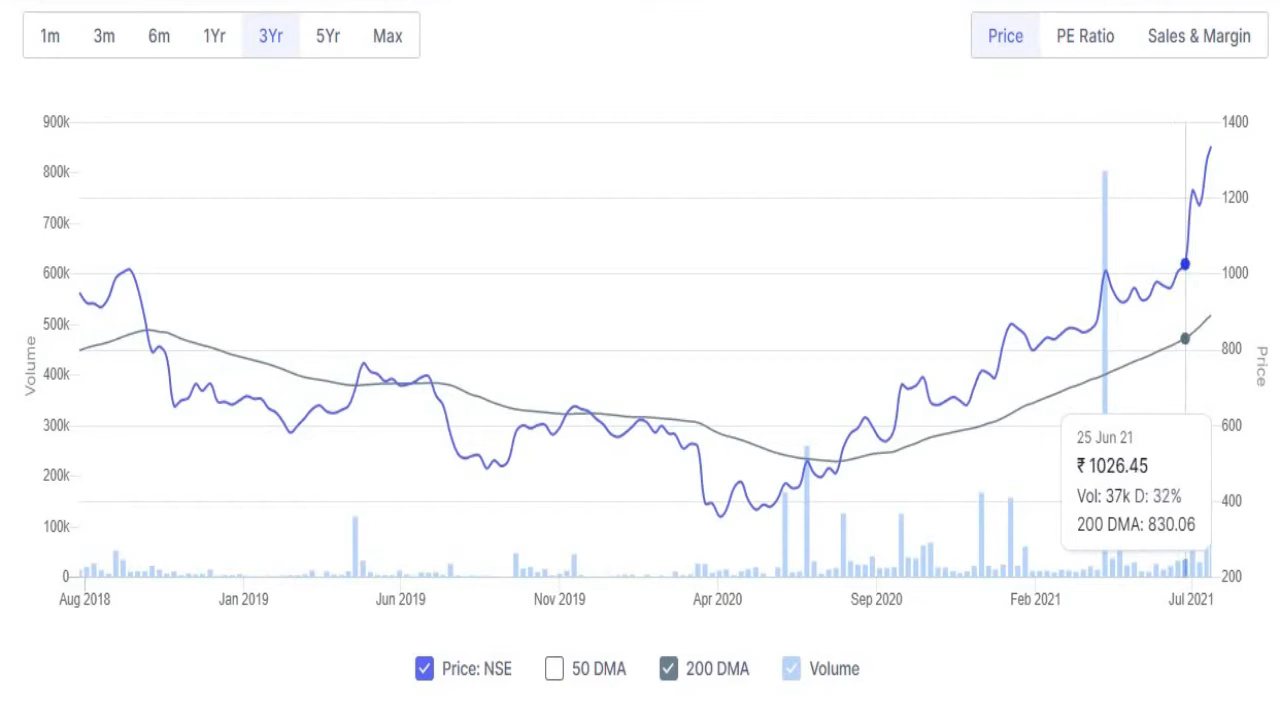 1m 3m 6m 1Yr 3Yr 5Yr Max
Price PE Ratio Sales & Margin
900k 1400
800k
1200
700k
600k 1000
500k
Volume 800 Price
400k
300k 600
25 Jun 21
₹ 1026.45
200k
Vol: 37k D: 32%
400
200 DMA: 830.06
100k
0 200
Aug 2018 Jan 2019 Jun 2019 Nov 2019 Apr 2020 Sep 2020 Feb 2021 Jul 2021
Price: NSE 50 DMA 200 DMA Volume